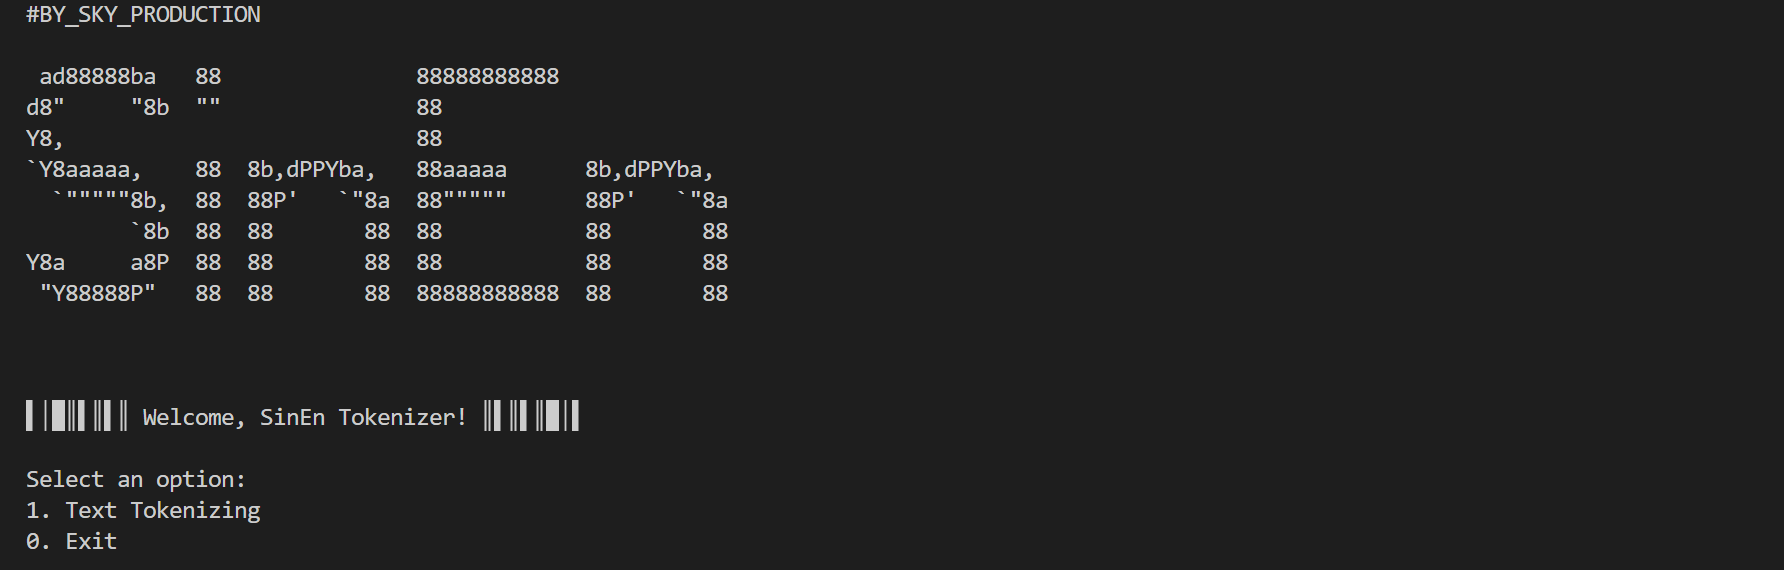 #BY_SKY_PRODUCTION
 ad88888ba   88               88888888888
d8"     "8b  ""               88
Y8,                           88
`Y8aaaaa,    88  8b,dPPYba,   88aaaaa      8b,dPPYba,
  `"""""8b,  88  88P'   `"8a  88"""""      88P'   `"8a
        `8b  88  88       88  88           88       88
Y8a     a8P  88  88       88  88           88       88
 "Y88888P"   88  88       88  88888888888  88       88
▌│█║▌║▌║ Welcome, SinEn Tokenizer! ║▌║▌║█│▌
Select an option:
1. Text Tokenizing
0. Exit